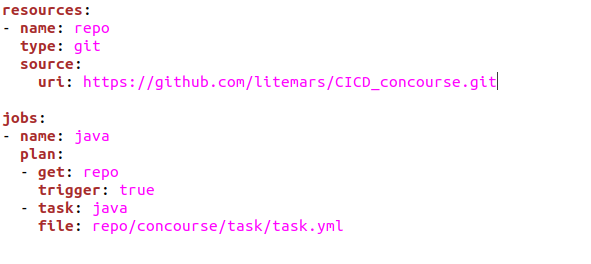 resources:
- name: repo
  type: git
  source:
    uri: https://github.com/litemars/CICD_concourse.git

jobs:
- name: java
  plan:
  - get: repo
    trigger: true
  - task: java
    file: repo/concourse/task/task.yml